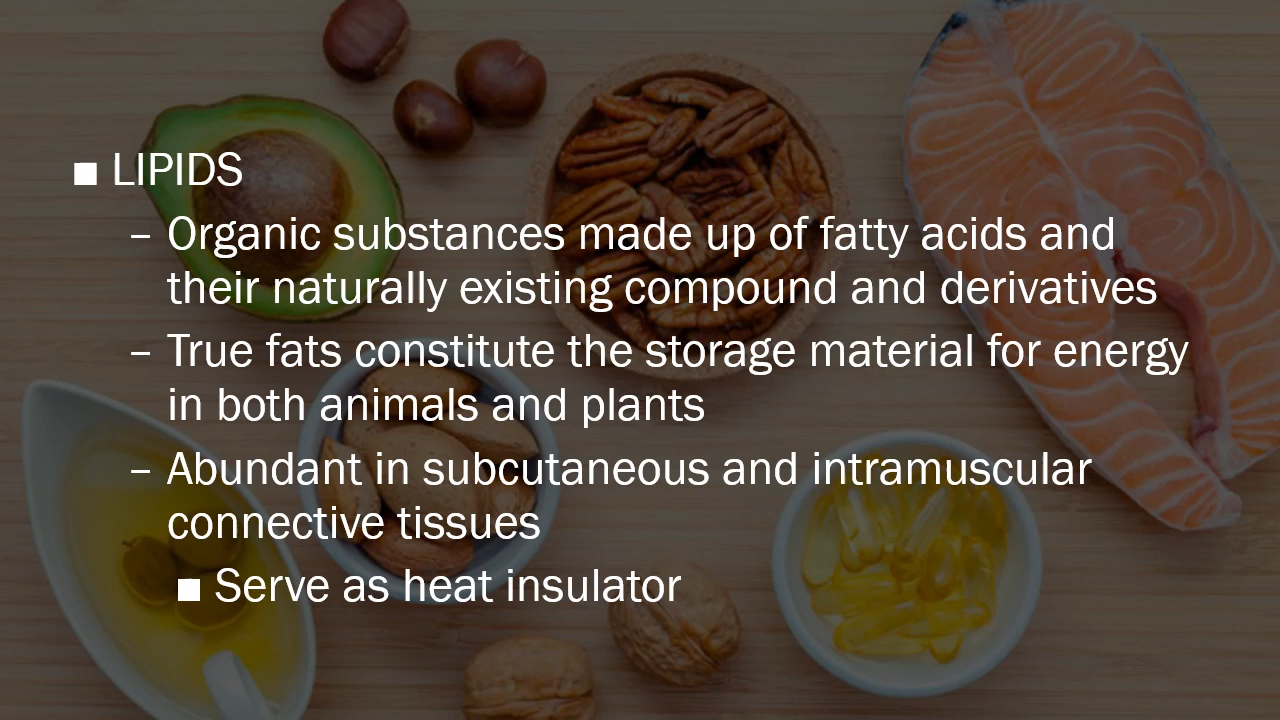 ■ LIPIDS
– Organic substances made up of fatty acids and
their naturally existing compound and derivatives
– True fats constitute the storage material for energy
in both animals and plants
– Abundant in subcutaneous and intramuscular
connective tissues
■ Serve as heat insulator